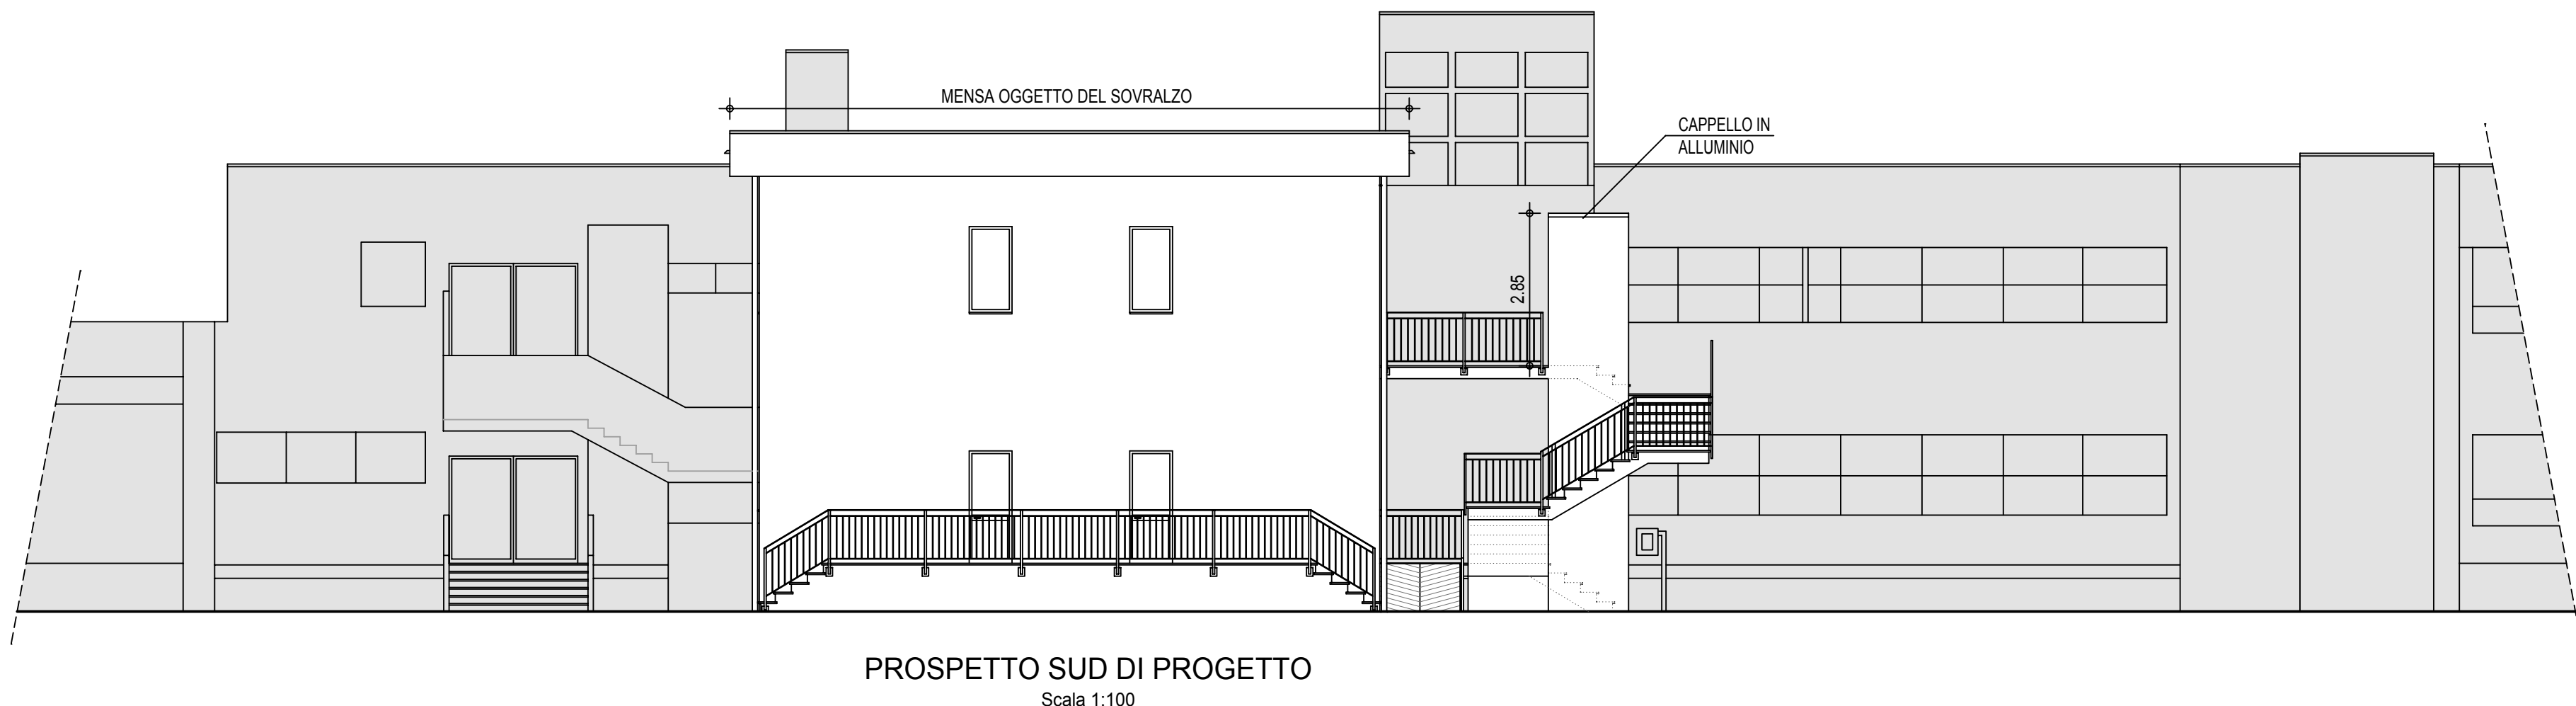 MENSA OGGETTO DEL SOVRALZO
CAPPELLO IN
ALLUMINIO
2.85
PROSPETTO SUD DI PROGETTO
Scala 1:100